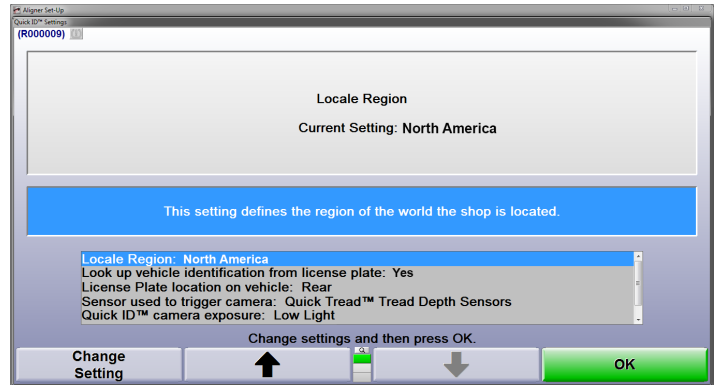 Aligner Set-Up
Quick ID™ Settings
(R000009)
Locale Region
Current Setting: North America
This setting defines the region of the world the shop is located.
Locale Region: North America
Look up vehicle identification from license plate: Yes
License Plate location on vehicle: Rear
Sensor used to trigger camera: Quick Tread™ Tread Depth Sensors
Quick ID™ camera exposure: Low Light
Change settings and then press OK.
Change
Setting
OK